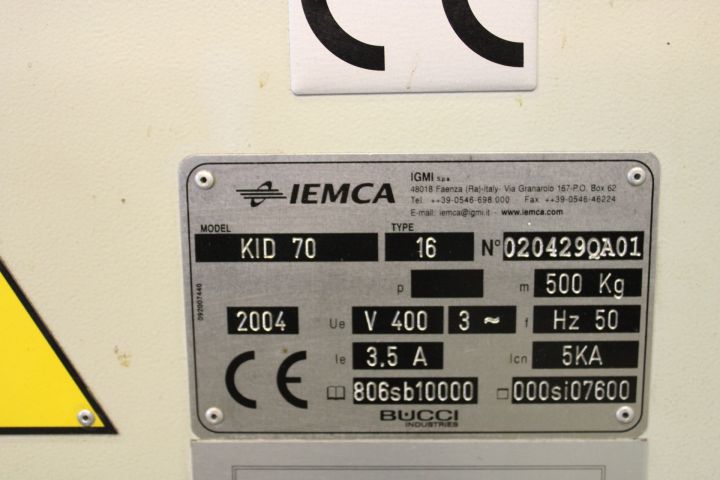 CE
IEMCA
IGMI S.p.a.
48018 Faenza (Ra)-Italy- Via Granarolo 167-P.O. Box 62
Tel. ++39-0546-698.000 Fax ++39-0546-46224
E-mail: iemca@igmi.it - www.iemca.com
MODEL TYPE
KID 70 16 N° 020429QA01
p m 500 Kg
2004 Ue V 400 3 ~ f Hz 50
Ie 3.5 A Icn 5KA
CE 806sb10000 000si07600
BUCCI
INDUSTRIES
092007440